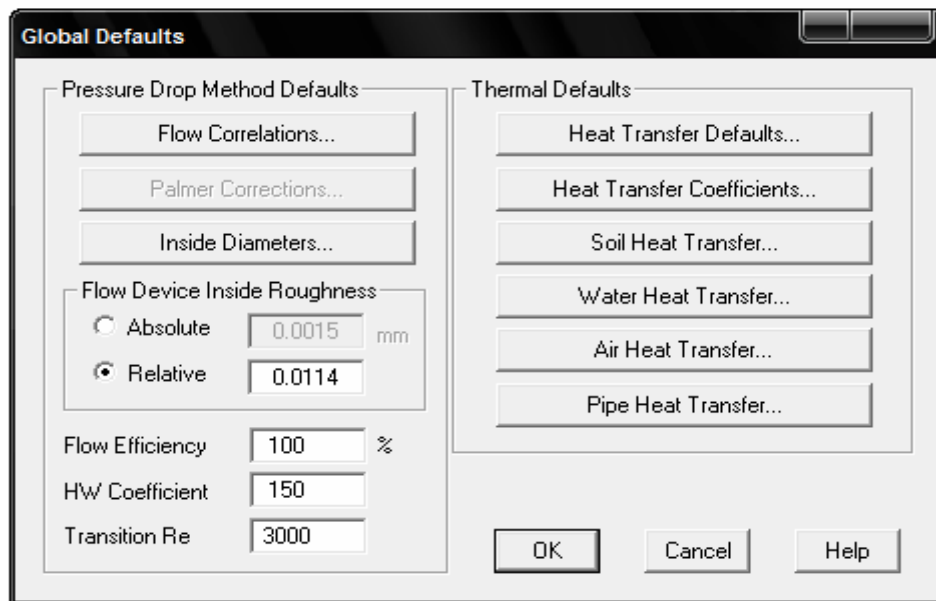 Global Defaults
Pressure Drop Method Defaults
Flow Correlations...
Palmer Corrections...
Inside Diameters...
Flow Device Inside Roughness
Absolute 0.0015 mm
Relative 0.0114
Flow Efficiency 100 %
HW Coefficient 150
Transition Re 3000
Thermal Defaults
Heat Transfer Defaults...
Heat Transfer Coefficients...
Soil Heat Transfer...
Water Heat Transfer...
Air Heat Transfer...
Pipe Heat Transfer...
OK Cancel Help